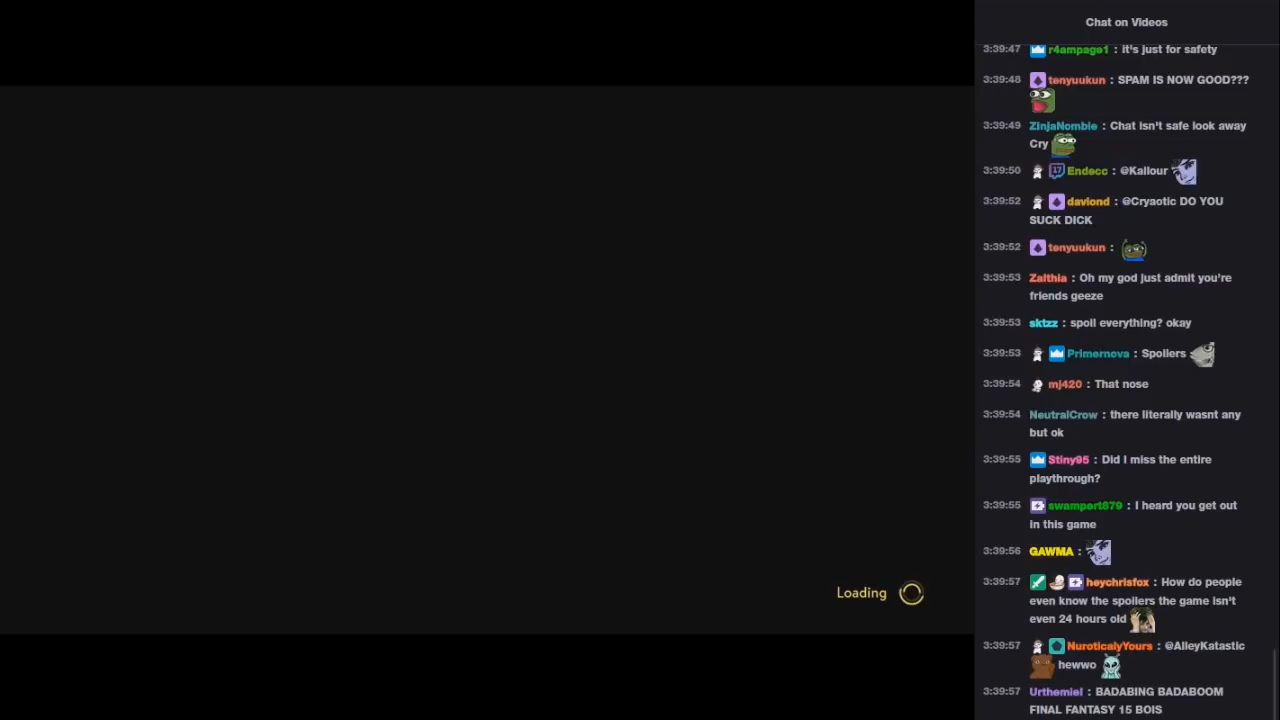 Chat on Videos
3:39:47 r4ampage1 : it's just for safety
3:39:48 tenyuukun : SPAM IS NOW GOOD???
3:39:49 ZinjaNombie : Chat isn't safe look away
Cry
3:39:50 17 Endecc : @Kallour
3:39:52 daviond : @Cryaotic DO YOU
SUCK DICK
3:39:52 tenyuukun :
3:39:53 Zalthia : Oh my god just admit you're
friends geeze
3:39:53 sktzz : spoil everything? okay
3:39:53 Primernova : Spoilers
3:39:54 mj420 : That nose
3:39:54 NeutralCrow : there literally wasnt any
but ok
3:39:55 Stiny95 : Did I miss the entire
playthrough?
3:39:55 swampert879 : I heard you get out
in this game
3:39:56 GAWMA :
3:39:57 heychrisfox : How do people
even know the spoilers the game isn't
even 24 hours old
Loading
3:39:57 NuroticalyYours : @AlleyKatastic
hewwo
3:39:57 Urthemiel : BADABING BADABOOM
FINAL FANTASY 15 BOIS